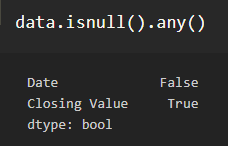 data.isnull().any()
Date False
Closing Value True
dtype: bool